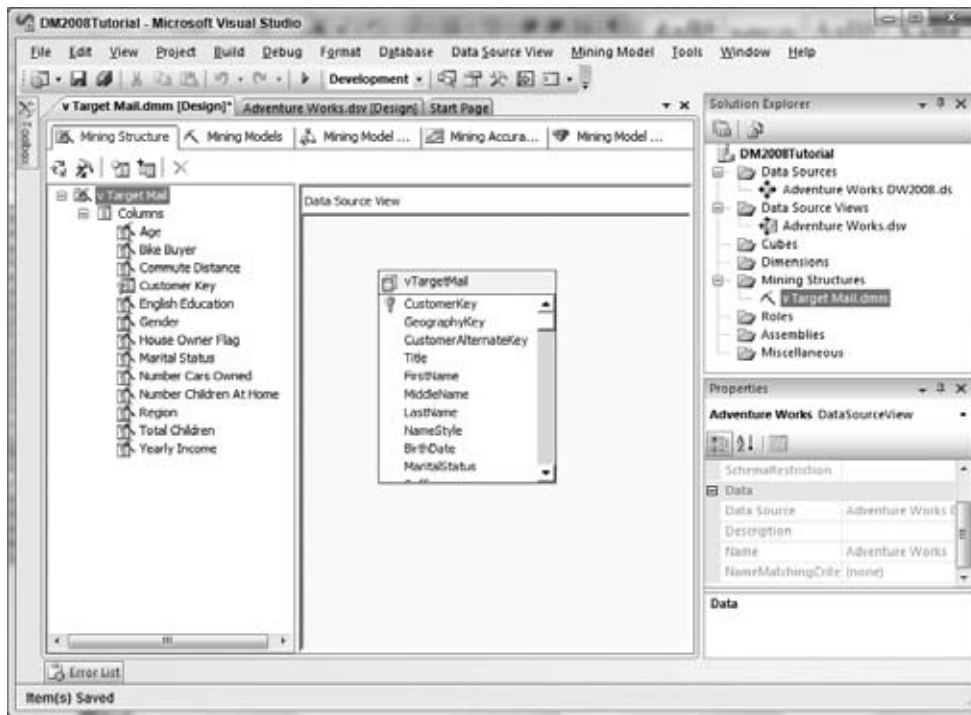 DM2008Tutorial - Microsoft Visual Studio
File Edit View Project Build Debug Format Database Data Source View Mining Model Tools Window Help
Development
v Target Mail.dmm [Design]* Adventure Works.dsv [Design] Start Page
Toolbox
Mining Structure Mining Models Mining Model ... Mining Accura... Mining Model ...
v Target Mail
Columns
Age
Bike Buyer
Commute Distance
Customer Key
English Education
Gender
House Owner Flag
Marital Status
Number Cars Owned
Number Children At Home
Region
Total Children
Yearly Income
Data Source View
vTargetMail
CustomerKey
GeographyKey
CustomerAlternateKey
Title
FirstName
MiddleName
LastName
NameStyle
BirthDate
MaritalStatus
Solution Explorer
DM2008Tutorial
Data Sources
Adventure Works DW2008.ds
Data Source Views
Adventure Works.dsv
Cubes
Dimensions
Mining Structures
v Target Mail.dmm
Roles
Assemblies
Miscellaneous
Properties
Adventure Works DataSourceView
SchemaRestriction
Data
Data Source Adventure Works D
Description
Name Adventure Works
NameMatchingCrite (none)
Data
Error List
Item(s) Saved